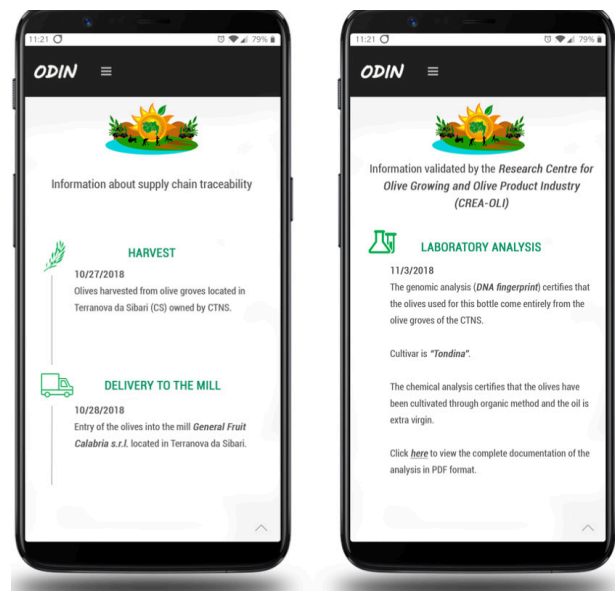 11:21
79%
ODIN
Information about supply chain traceability
HARVEST
10/27/2018
Olives harvested from olive groves located in
Terranova da Sibari (CS) owned by CTNS.
DELIVERY TO THE MILL
10/28/2018
Entry of the olives into the mill General Fruit
Calabria s.r.l. located in Terranova da Sibari.
11:21
79%
ODIN
Information validated by the Research Centre for
Olive Growing and Olive Product Industry
(CREA-OLI)
LABORATORY ANALYSIS
11/3/2018
The genomic analysis (DNA fingerprint) certifies that
the olives used for this bottle come entirely from the
olive groves of the CTNS.
Cultivar is "Tondina".
The chemical analysis certifies that the olives have
been cultivated through organic method and the oil is
extra virgin.
Click here to view the complete documentation of the
analysis in PDF format.